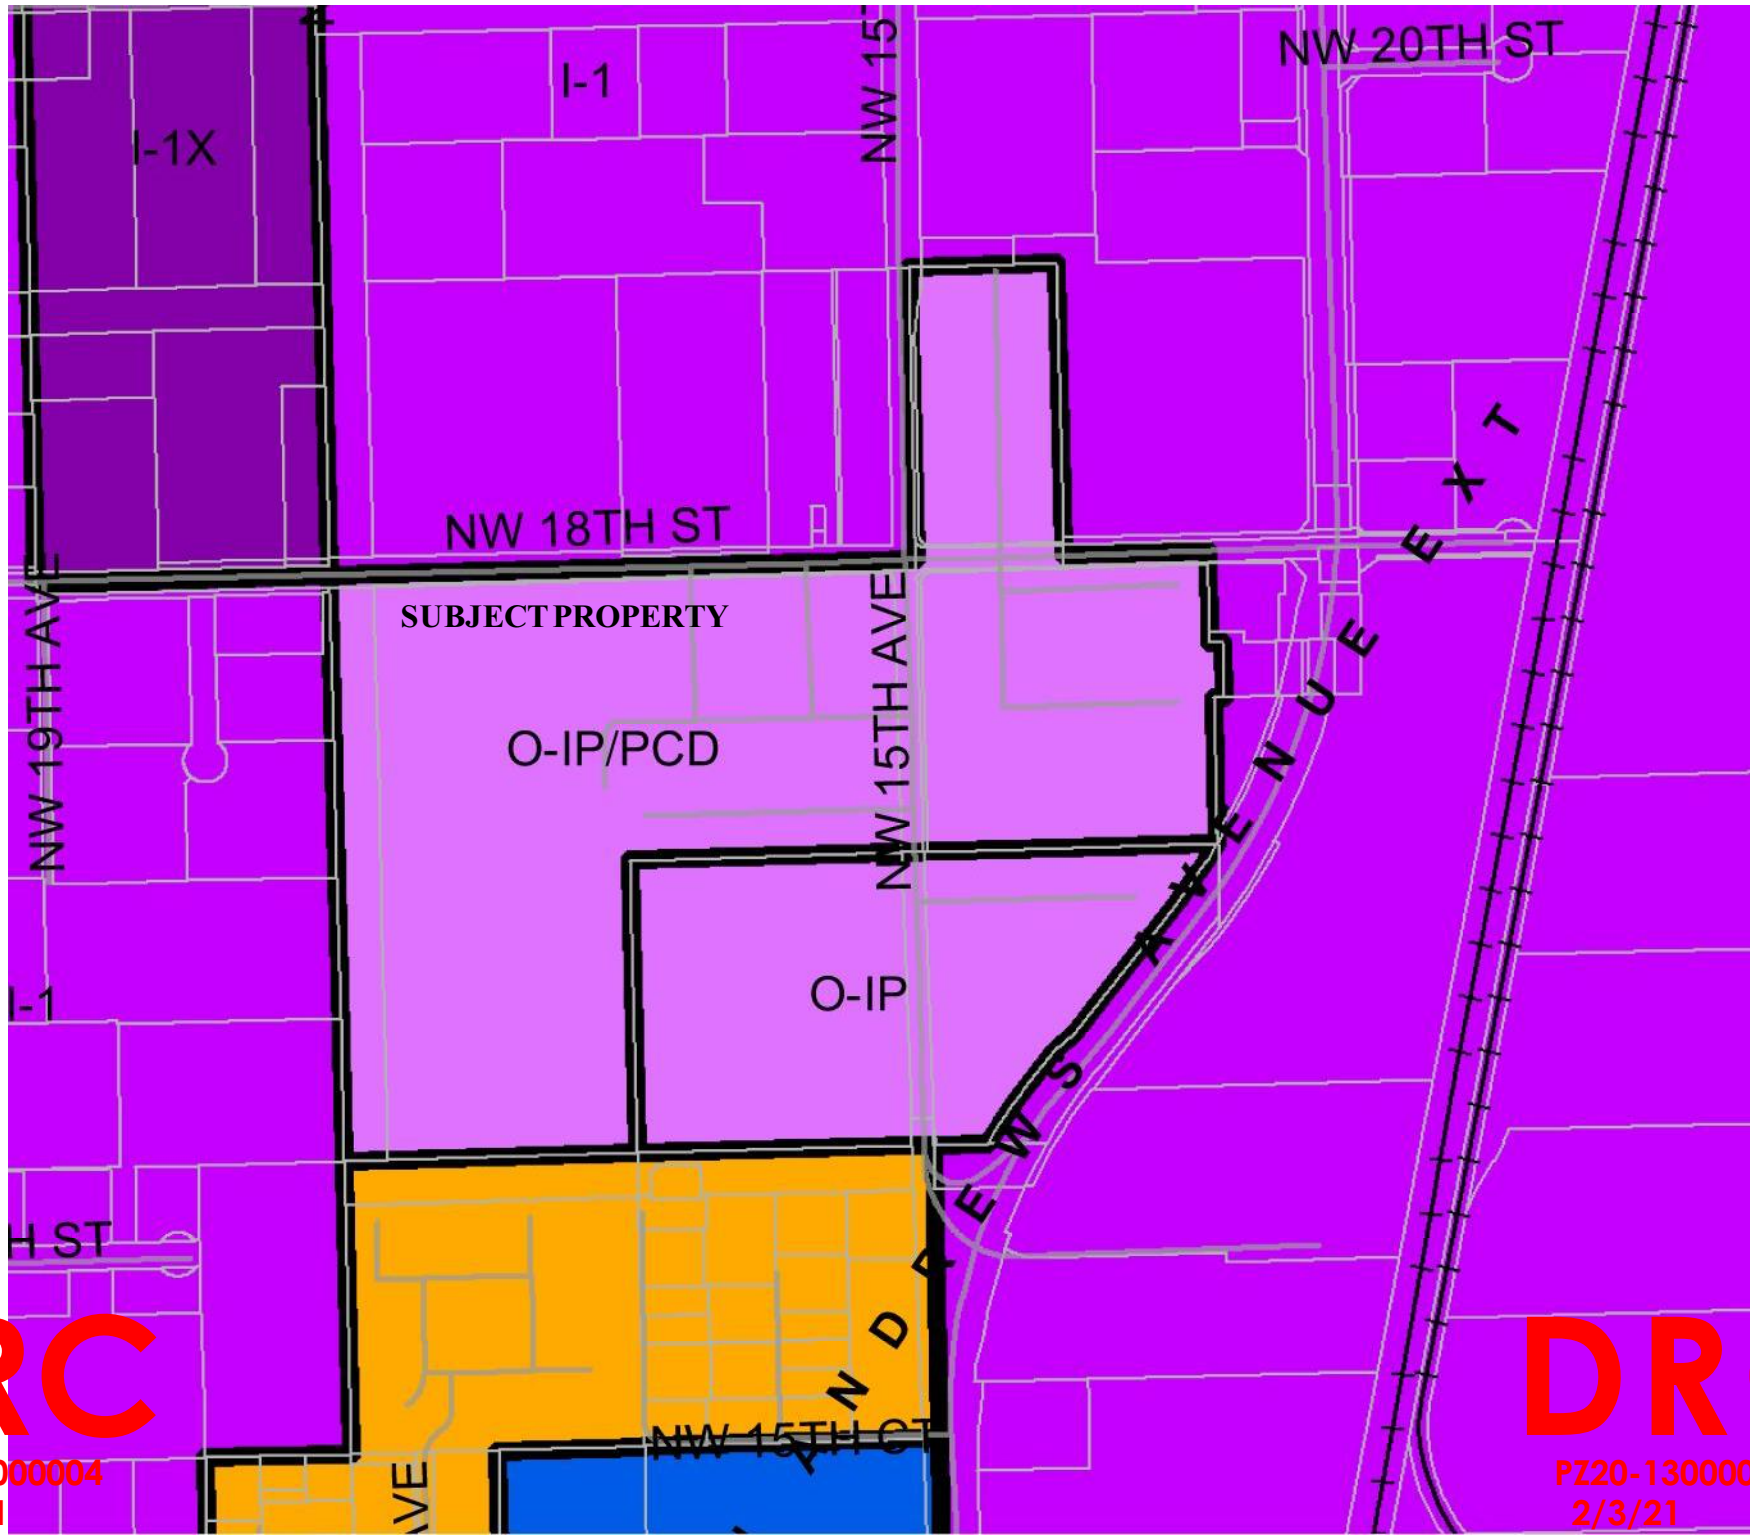 NW 20TH ST
I-1
NW 15
I-1X
NW 18TH ST
SUBJECT PROPERTY
NW 19TH AVE
NW 15TH AVE
O-IP/PCD
O-IP
I-1
ANDREWS AVENUE EXT
H ST
NW 15TH CT
AVE
RC
000004
DR
PZ20-130000
2/3/21